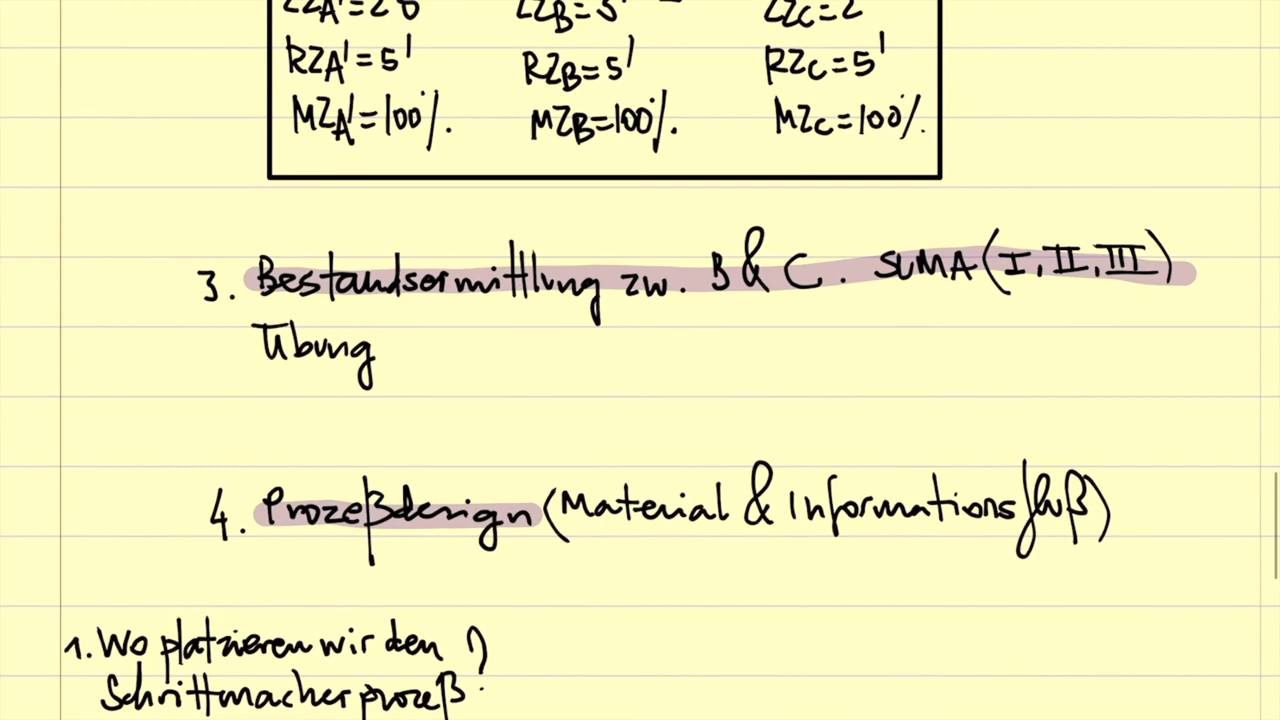 RZA'=5' RZB=5' RZC=5'
MZA'=100%. MZB=100%. MZC=100%.
3. Bestandsermittlung zw. B & C. SUMA(I, II, III)
Übung
4. Prozeßdesign (Material & Informationsfluß)
1. Wo platzieren wir den
Schrittmacherprozeß?